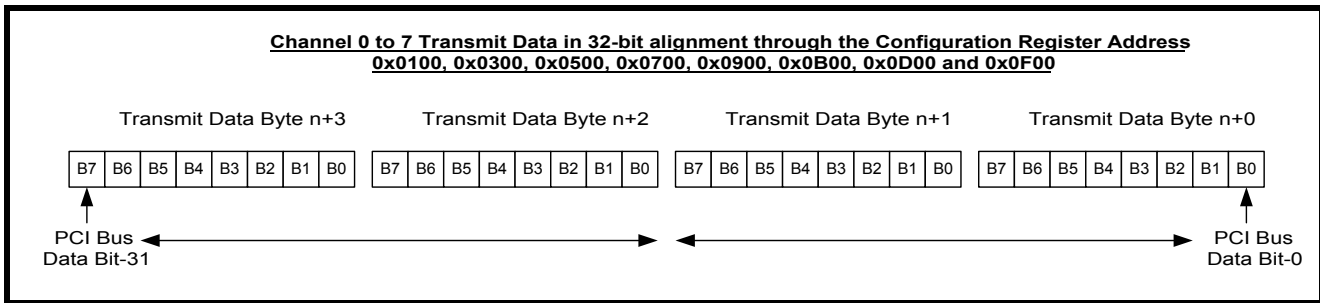 Channel 0 to 7 Transmit Data in 32-bit alignment through the Configuration Register Address
0x0100, 0x0300, 0x0500, 0x0700, 0x0900, 0x0B00, 0x0D00 and 0x0F00
Transmit Data Byte n+3 Transmit Data Byte n+2 Transmit Data Byte n+1 Transmit Data Byte n+0
B7 B6 B5 B4 B3 B2 B1 B0 B7 B6 B5 B4 B3 B2 B1 B0 B7 B6 B5 B4 B3 B2 B1 B0 B7 B6 B5 B4 B3 B2 B1 B0
PCI Bus PCI Bus
Data Bit-31 Data Bit-0